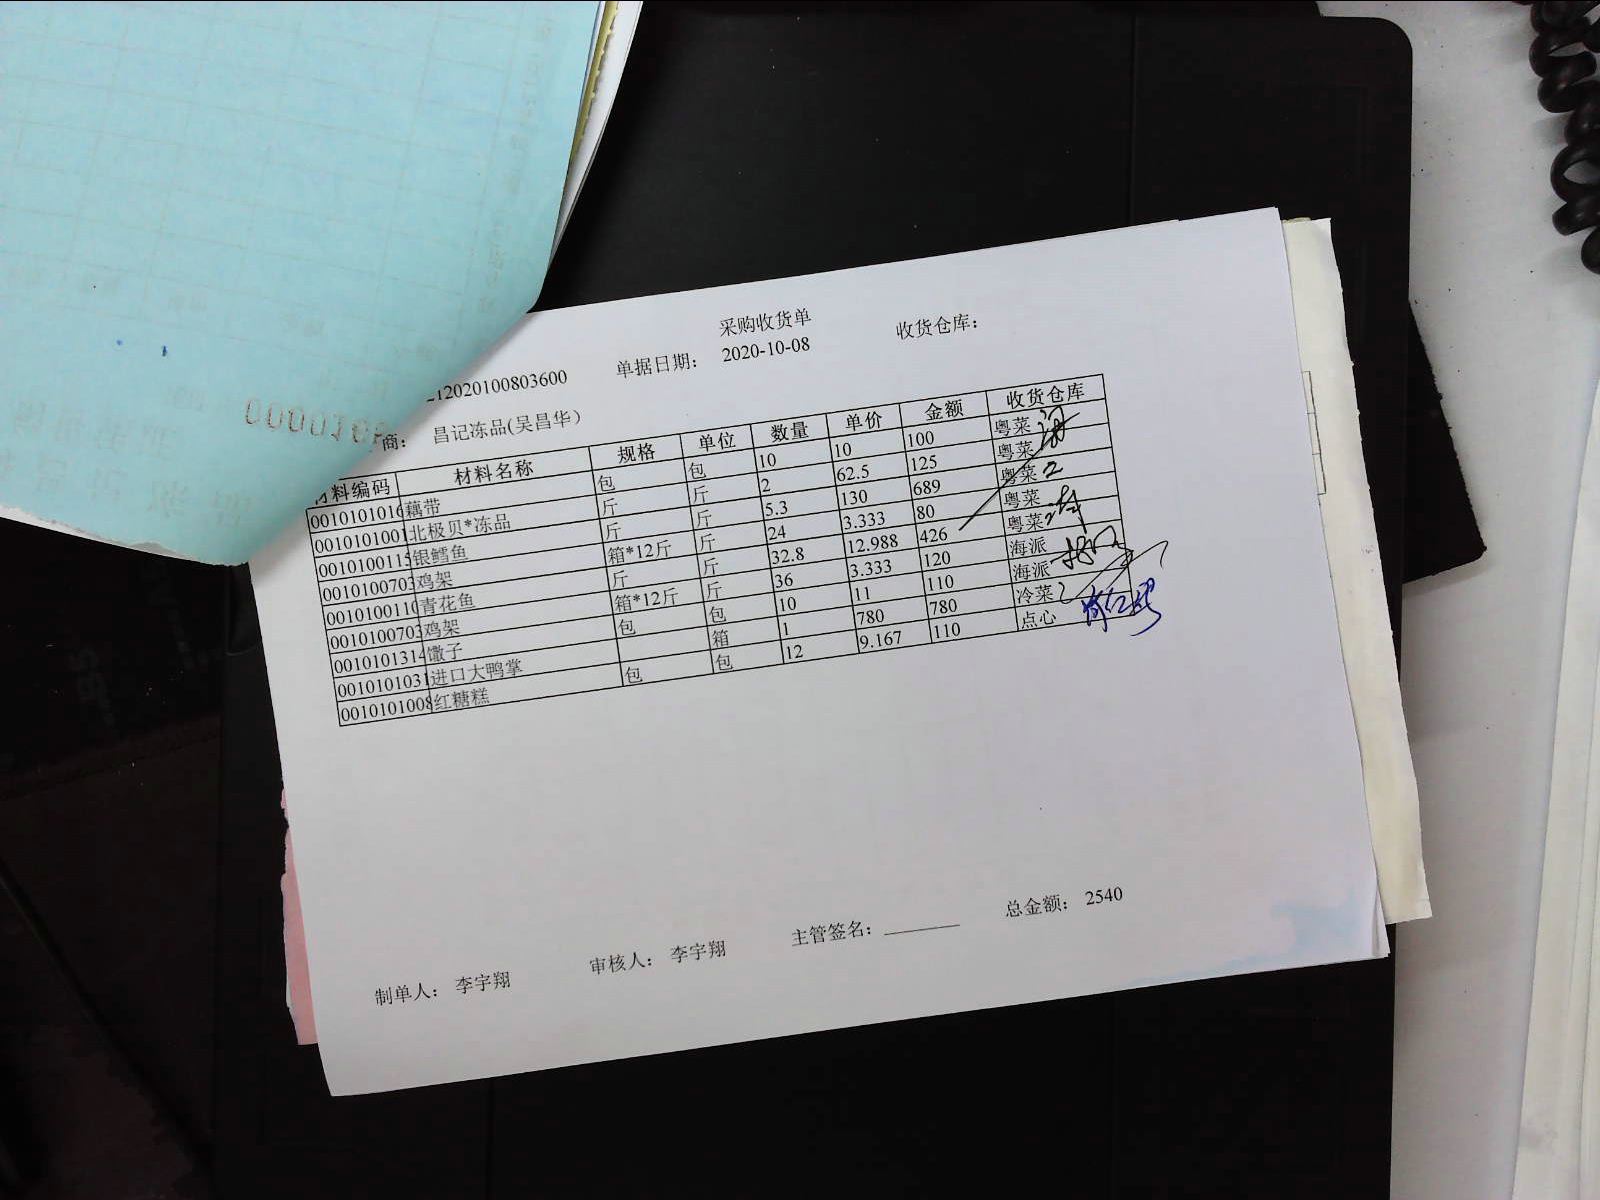 采购收货单
212020100803600 单据日期： 2020-10-08 收货仓库：
商： 昌记冻品(吴昌华)
材料编码 材料名称 规格 单位 数量 单价 金额 收货仓库
0010101016 藕带 包 包 10 10 100 粤菜
0010101001 北极贝*冻品 斤 斤 2 62.5 125 粤菜
0010100115 银鳕鱼 斤 斤 5.3 130 689 粤菜
0010100703 鸡架 箱*12斤 斤 24 3.333 80 粤菜
0010100110 青花鱼 斤 斤 32.8 12.988 426 粤菜
0010100703 鸡架 箱*12斤 斤 36 3.333 120 海派
0010101314 馓子 包 包 10 11 110 海派
0010101031 进口大鸭掌 箱 1 780 780 冷菜
0010101008 红糖糕 包 包 12 9.167 110 点心
制单人： 李宇翔 审核人： 李宇翔 主管签名： 总金额： 2540